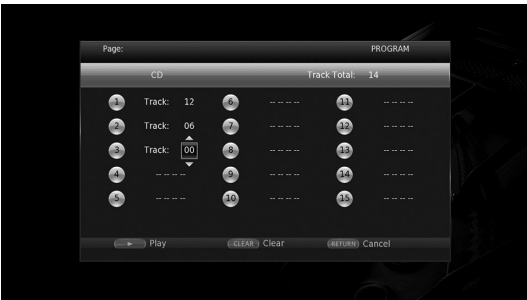 Page: PROGRAM
CD Track Total: 14
1 Track: 12 6 -- -- -- -- 11 -- -- -- --
2 Track: 06 7 -- -- -- -- 12 -- -- -- --
3 Track: 00 8 -- -- -- -- 13 -- -- -- --
4 -- -- -- -- 9 -- -- -- -- 14 -- -- -- --
5 -- -- -- -- 10 -- -- -- -- 15 -- -- -- --
Play CLEAR Clear RETURN Cancel